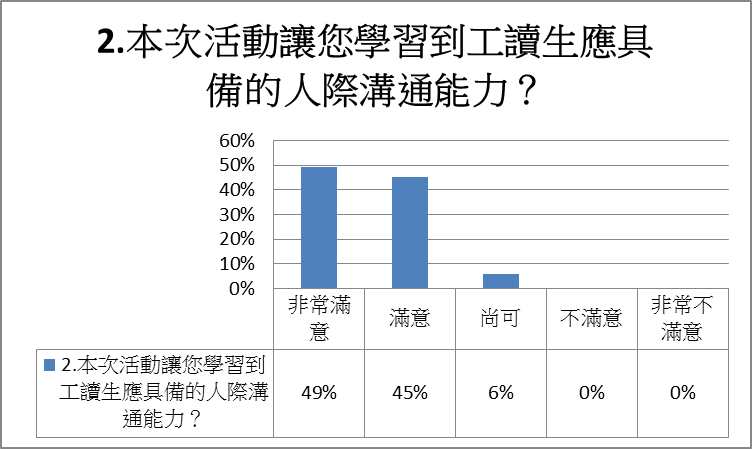 2.本次活動讓您學習到工讀生應具
備的人際溝通能力？
60%
50%
40%
30%
20%
10%
0%
非常滿意 滿意 尚可 不滿意 非常不滿意
2.本次活動讓您學習到
工讀生應具備的人際溝
通能力？
49% 45% 6% 0% 0%